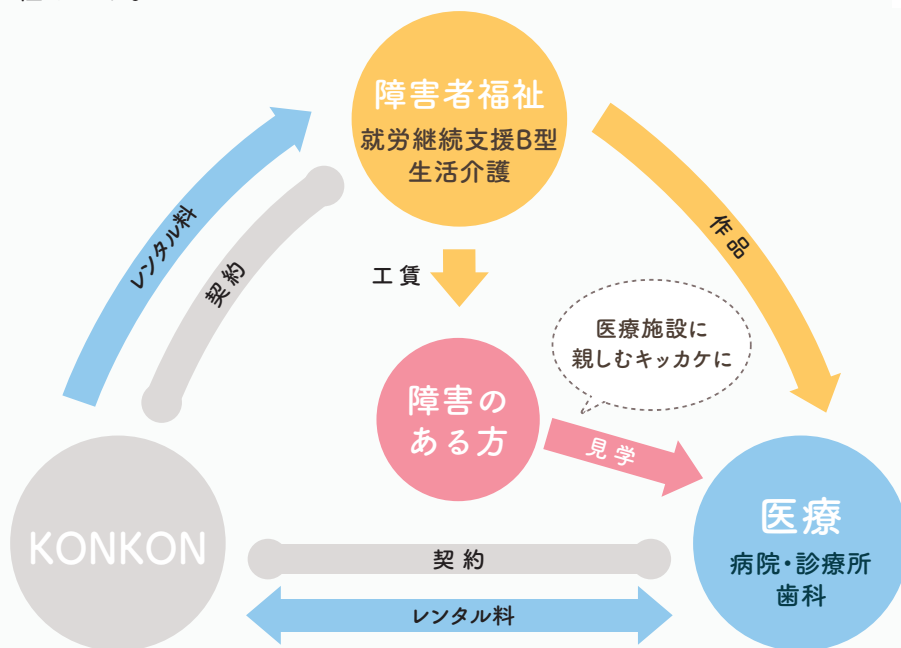 障害者福祉
就労継続支援B型
生活介護
レンタル料
契約
作品
工賃
医療施設に
親しむキッカケに
障害の
ある方
見学
KONKON
医療
病院・診療所
歯科
契約
レンタル料